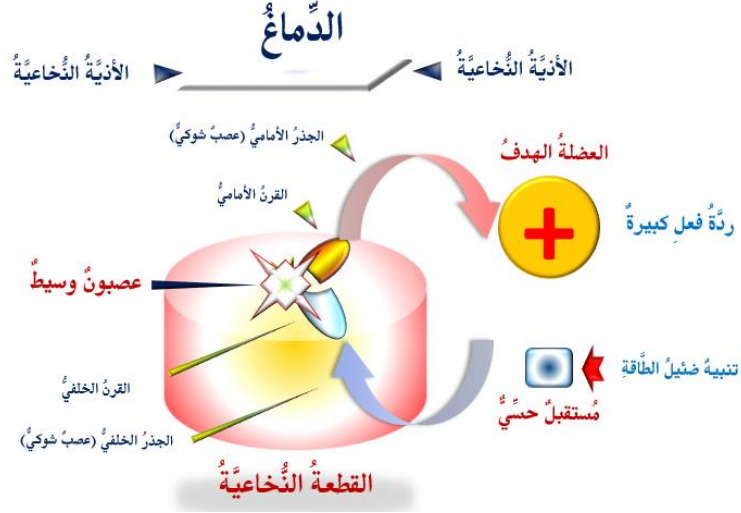 الدِّماغُ
الأذيَّةُ النُّخاعيَّةُ
الأذيَّةُ النُّخاعيَّةُ
الجذرُ الأماميُّ (عصبٌ شوكيٌّ)
العضلةُ الهدفُ
القرنُ الأماميُّ
ردَّةُ فعلٍ كبيرةٌ
عصبونٌ وسيطٌ
تنبيهٌ ضئيلُ الطَّاقةِ
القرنُ الخلفيُّ
مُستقبلٌ حسِّيٌّ
الجذرُ الخلفيُّ (عصبٌ شوكيٌّ)
القطعةُ النُّخاعيَّةُ